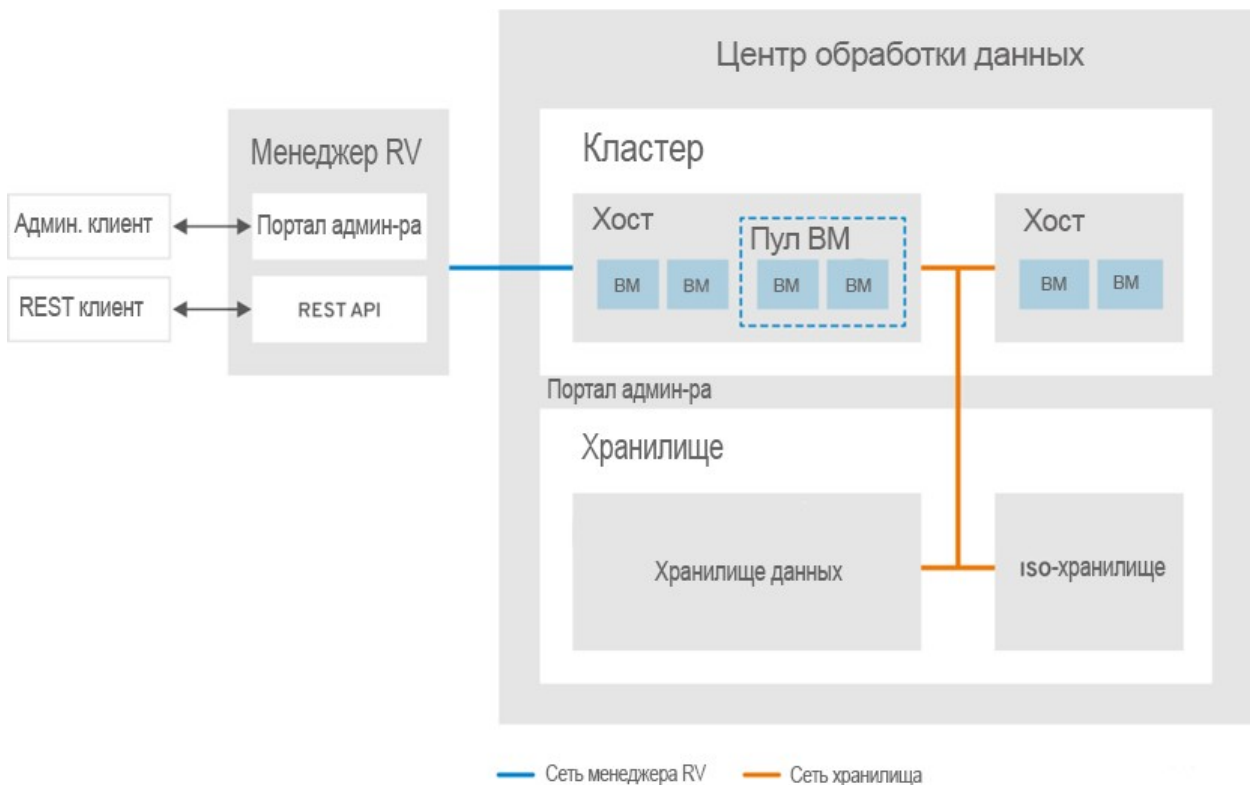 Центр обработки данных
Кластер
Менеджер RV
Хост
Пул ВМ
Хост
Админ. клиент
Портал админ-ра
ВМ
ВМ
ВМ
ВМ
ВМ
ВМ
REST клиент
REST API
Портал админ-ра
Хранилище
Хранилище данных
ISO-хранилище
Сеть менеджера RV
Сеть хранилища